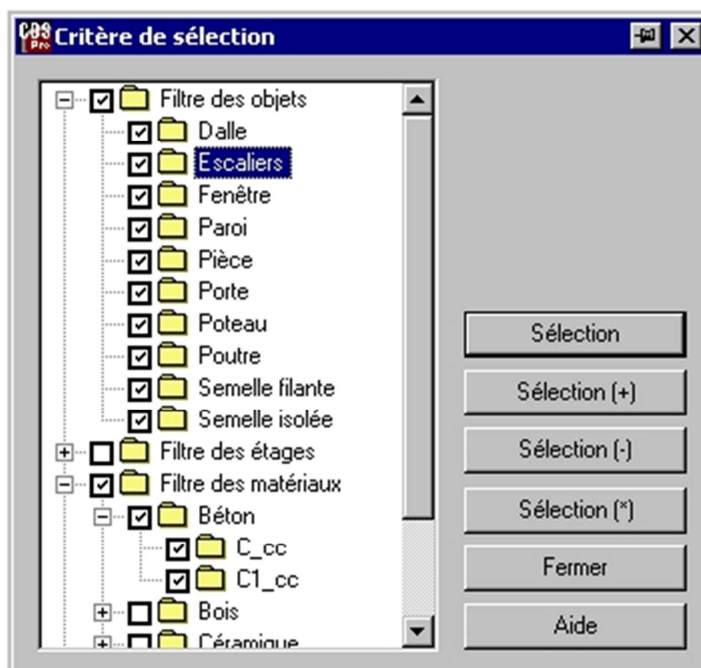 CBS Pro Critère de sélection
Filtre des objets
Dalle
Escaliers
Fenêtre
Paroi
Pièce
Porte
Poteau
Poutre
Semelle filante
Semelle isolée
Filtre des étages
Filtre des matériaux
Béton
C_cc
C1_cc
Bois
Céramique
Sélection
Sélection (+)
Sélection (-)
Sélection (*)
Fermer
Aide